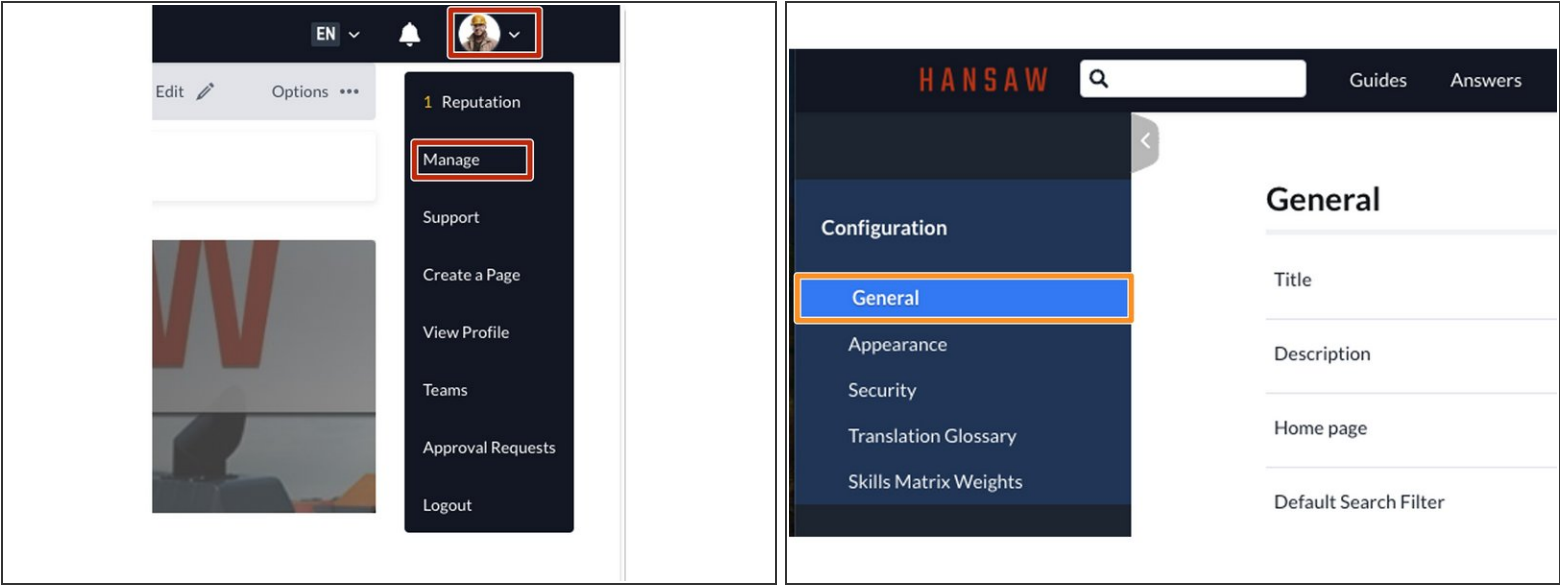 EN
Edit
Options •••
1 Reputation
Manage
Support
Create a Page
View Profile
Teams
Approval Requests
Logout
W
HANSAW
Guides
Answers
Configuration
General
Appearance
Security
Translation Glossary
Skills Matrix Weights
General
Title
Description
Home page
Default Search Filter